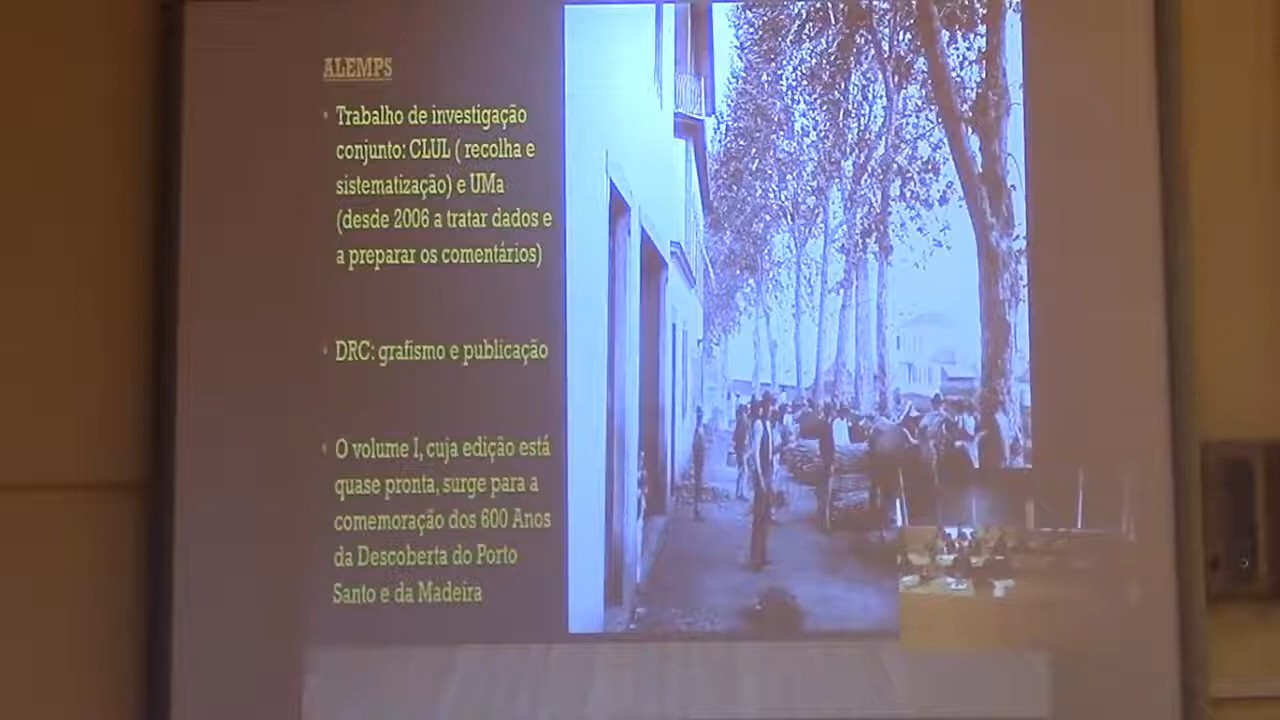 ALEMPS
• Trabalho de investigação
conjunto: CLUL ( recolha e
sistematização) e UMa
(desde 2006 a tratar dados e
a preparar os comentários)
• DRC: grafismo e publicação
• O volume I, cuja edição está
quase pronta, surge para a
comemoração dos 600 Anos
da Descoberta do Porto
Santo e da Madeira